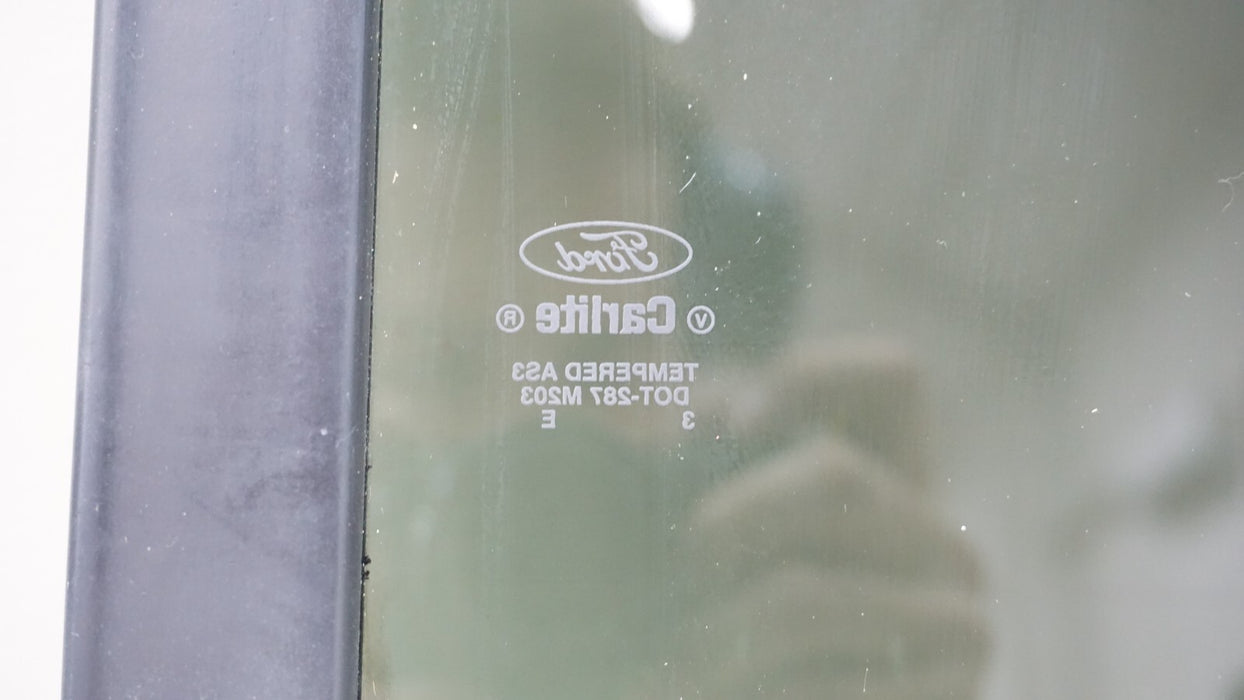 Ford
V Carlite ®
TEMPERED AS3
DOT-287 M203
3 E